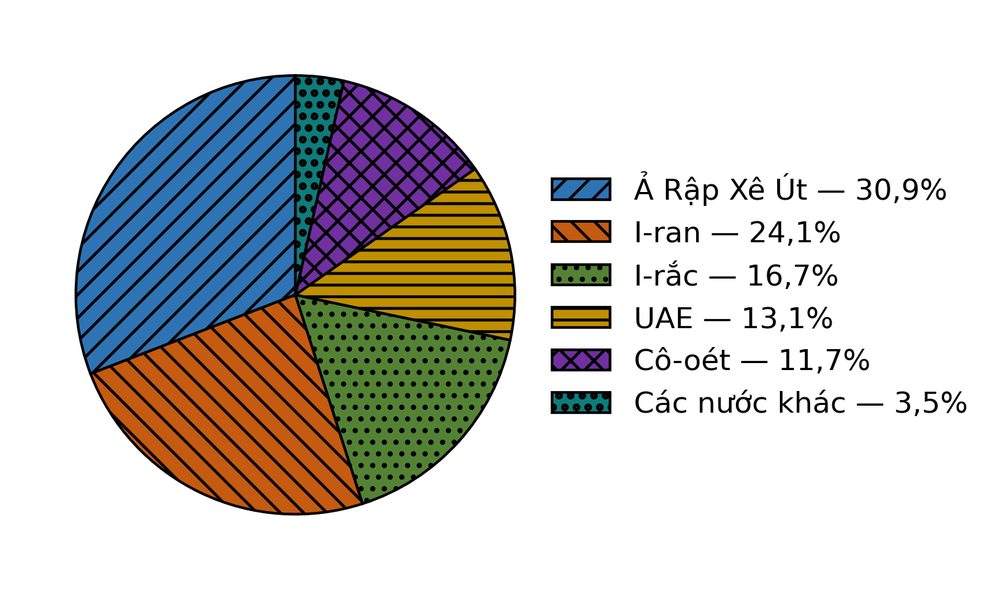 Ả Rập Xê Út — 30,9%
I-ran — 24,1%
I-rắc — 16,7%
UAE — 13,1%
Cô-oét — 11,7%
Các nước khác — 3,5%